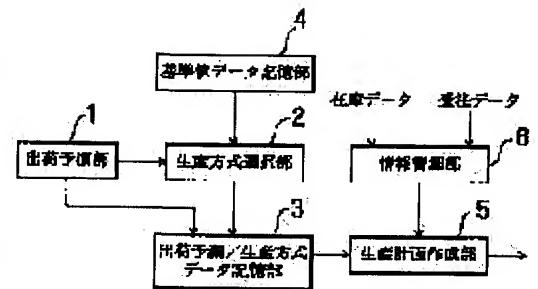 4
基準値データ記憶部
在庫データ
受注データ
1
2
6
出荷予測部
生産方式選択部
情報管理部
3
5
出荷予測/生産方式
データ記憶部
生産計画作成部